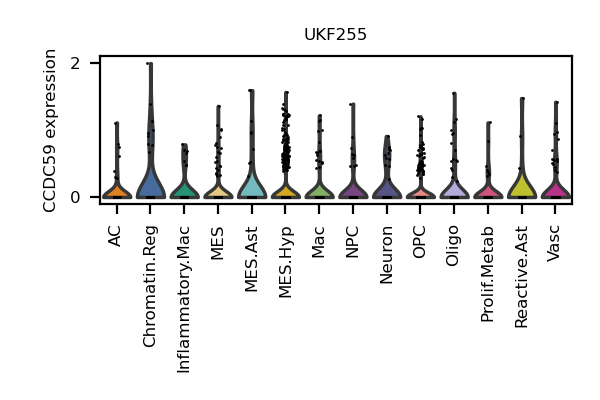 UKF255
CCDC59 expression
2
0
AC
Chromatin.Reg
Inflammatory.Mac
MES
MES.Ast
MES.Hyp
Mac
NPC
Neuron
OPC
Oligo
Prolif.Metab
Reactive.Ast
Vasc